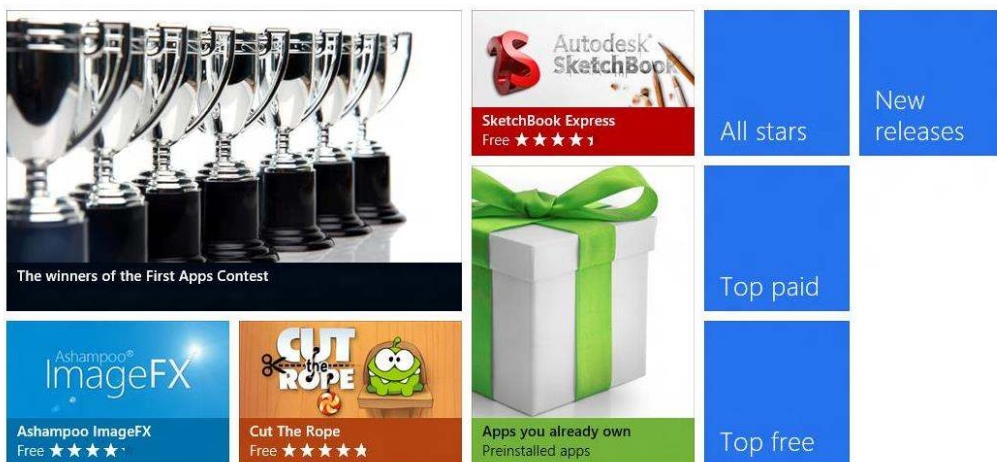 The winners of the First Apps Contest
Autodesk®
SketchBook
SketchBook Express
Free
All stars
New
releases
Top paid
Ashampoo®
ImageFX
Ashampoo ImageFX
Free
CUT
the
ROPE
Cut The Rope
Free
Apps you already own
Preinstalled apps
Top free